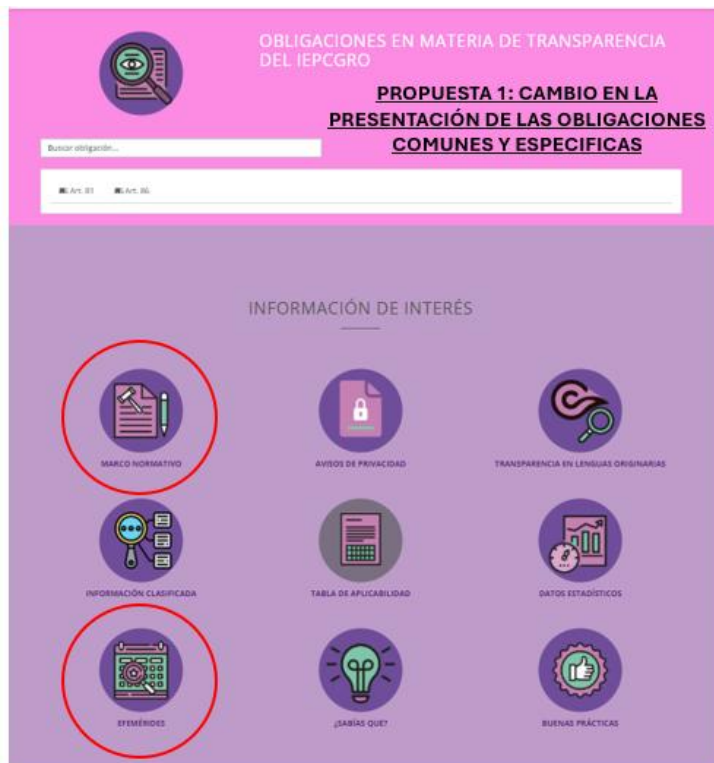 OBLIGACIONES EN MATERIA DE TRANSPARENCIA
DEL IEPCGRO
PROPUESTA 1: CAMBIO EN LA
PRESENTACIÓN DE LAS OBLIGACIONES
COMUNES Y ESPECIFICAS
Buscar obligación...
Art. 81 Art. 86
INFORMACIÓN DE INTERÉS
MARCO NORMATIVO
AVISOS DE PRIVACIDAD
TRANSPARENCIA EN LENGUAS ORIGINARIAS
INFORMACIÓN CLASIFICADA
TABLA DE APLICABILIDAD
DATOS ESTADÍSTICOS
EFEMÉRIDES
¿SABÍAS QUE?
BUENAS PRÁCTICAS